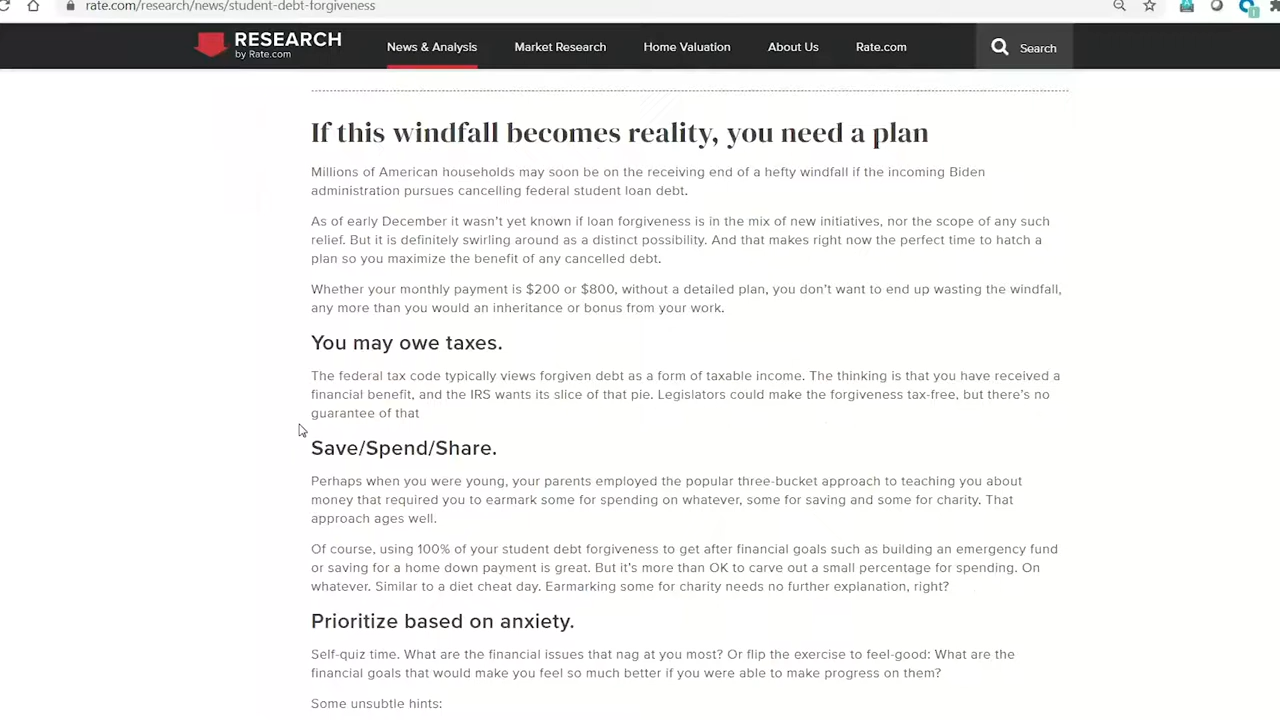 rate.com/research/news/student-debt-forgiveness
RESEARCH
by Rate.com
News & Analysis
Market Research
Home Valuation
About Us
Rate.com
Search
If this windfall becomes reality, you need a plan
Millions of American households may soon be on the receiving end of a hefty windfall if the incoming Biden
administration pursues cancelling federal student loan debt.
As of early December it wasn't yet known if loan forgiveness is in the mix of new initiatives, nor the scope of any such
relief. But it is definitely swirling around as a distinct possibility. And that makes right now the perfect time to hatch a
plan so you maximize the benefit of any cancelled debt.
Whether your monthly payment is $200 or $800, without a detailed plan, you don't want to end up wasting the windfall,
any more than you would an inheritance or bonus from your work.
You may owe taxes.
The federal tax code typically views forgiven debt as a form of taxable income. The thinking is that you have received a
financial benefit, and the IRS wants its slice of that pie. Legislators could make the forgiveness tax-free, but there's no
guarantee of that
Save/Spend/Share.
Perhaps when you were young, your parents employed the popular three-bucket approach to teaching you about
money that required you to earmark some for spending on whatever, some for saving and some for charity. That
approach ages well.
Of course, using 100% of your student debt forgiveness to get after financial goals such as building an emergency fund
or saving for a home down payment is great. But it's more than OK to carve out a small percentage for spending. On
whatever. Similar to a diet cheat day. Earmarking some for charity needs no further explanation, right?
Prioritize based on anxiety.
Self-quiz time. What are the financial issues that nag at you most? Or flip the exercise to feel-good: What are the
financial goals that would make you feel so much better if you were able to make progress on them?
Some unsubtle hints: